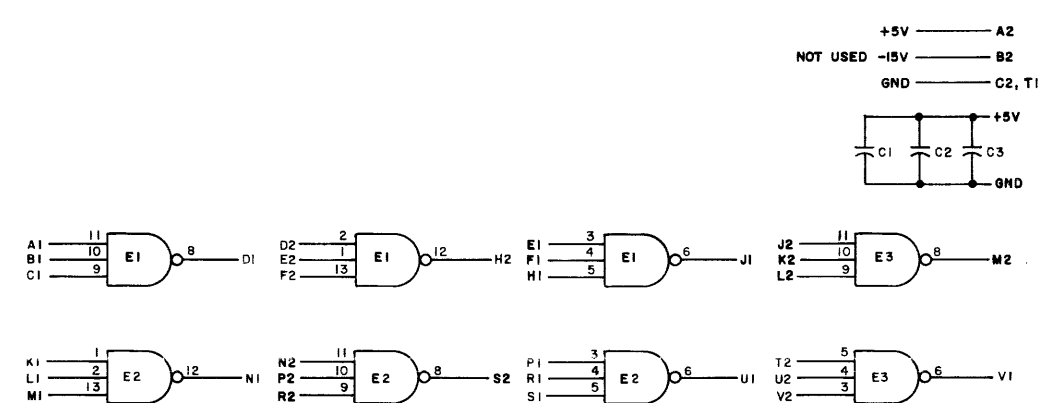 +5V A2
NOT USED -15V B2
GND C2, T1
+5V
C1 C2 C3
GND
A1 11 B1 10 C1 9 E1 8 D1
D2 2 E2 1 F2 13 E1 12 H2
E1 3 F1 4 H1 5 E1 6 J1
J2 11 K2 10 L2 9 E3 8 M2
K1 1 L1 2 M1 13 E2 12 N1
N2 11 P2 10 R2 9 E2 8 S2
P1 3 R1 4 S1 5 E2 6 U1
T2 5 U2 4 V2 3 E3 6 V1